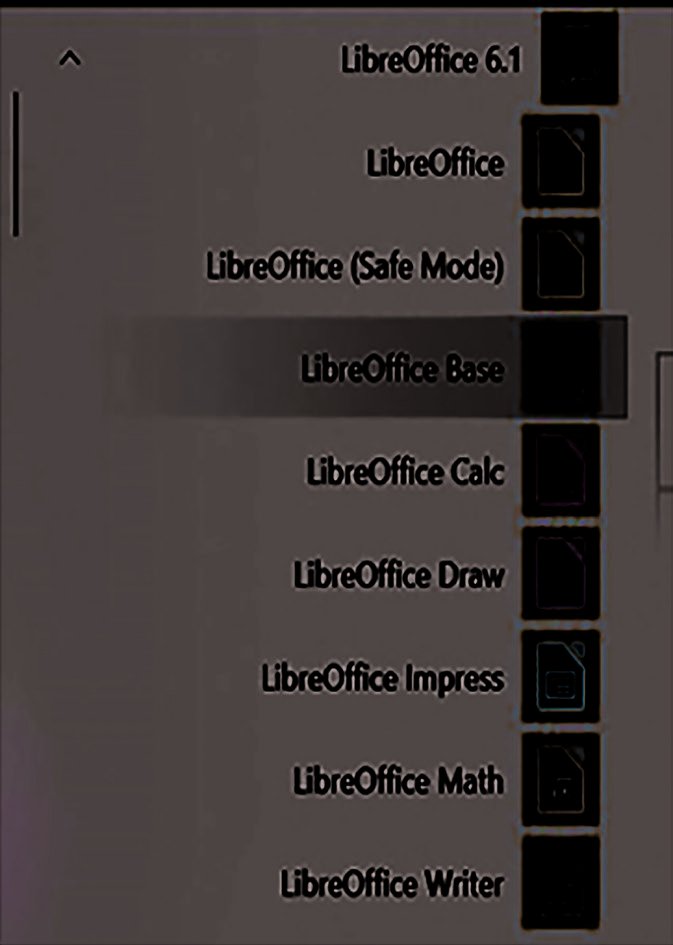 LibreOffice 6.1
LibreOffice
LibreOffice (Safe Mode)
LibreOffice Base
LibreOffice Calc
LibreOffice Draw
LibreOffice Impress
LibreOffice Math
LibreOffice Writer